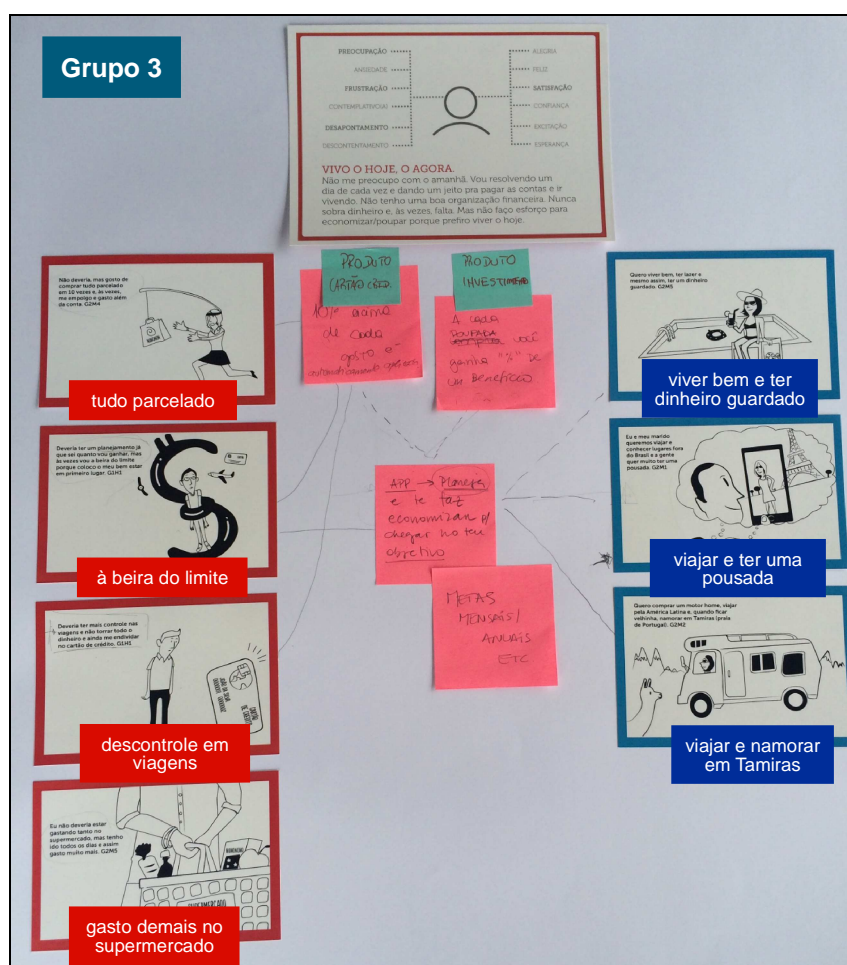 Grupo 3
PREOCUPAÇÃO
ANSIEDADE
FRUSTRAÇÃO
CONTEMPLATIVO(A)
DESAPONTAMENTO
DESCONTENTAMENTO
ALEGRIA
FELIZ
SATISFAÇÃO
CONFIANÇA
EXCITAÇÃO
ESPERANÇA
VIVO O HOJE, O AGORA.
Não me preocupo com o amanhã. Vou resolvendo um
dia de cada vez e dando um jeito pra pagar as contas e ir
vivendo. Não tenho uma boa organização financeira. Nunca
sobra dinheiro e, às vezes, falta. Mas não faço esforço para
economizar/poupar porque prefiro viver o hoje.
Não deveria, mas gosto de
comprar tudo parcelado
em 10 vezes e, às vezes,
me empolgo e gasto além
da conta. G2M4
tudo parcelado
Deveria ter um planejamento já
que sei quanto vou ganhar, mas
às vezes vou a beira do limite
porque coloco o meu bem estar
em primeiro lugar. G1H1
à beira do limite
Deveria ter mais controle nas
viagens e não torrar todo o
dinheiro e ainda me endividar
no cartão de crédito. G1H1
CARTÃO
DE CRÉDITO
descontrole em
viagens
Eu não deveria estar
gastando tanto no
supermercado, mas tenho
ido todos os dias e assim
gasto muito mais. G2M5
SUPERMERCADO
gasto demais no
supermercado
PRODUTO
CARTÃO CRED.
10% acima
de cada
gasto é
PRODUTO
INVESTIMENTO
A cada
POUPADA
você
ganha "%" de
um benefício
APP → Planeja
e te faz
economizar p/
chegar no teu
objetivo
METAS
MENSAIS/
ANUAIS
ETC
Quero viver bem, ter lazer e
mesmo assim, ter um dinheiro
guardado. G2M5
viver bem e ter
dinheiro guardado
Eu e meu marido
queremos viajar e
conhecer lugares fora
do Brasil e a gente
quer muito ter uma
pousada. G2M1
viajar e ter uma
pousada
Quero comprar um motor home, viajar
pela América Latina e, quando ficar
velhinha, namorar em Tamiras (praia
de Portugal). G2M2
viajar e namorar
em Tamiras